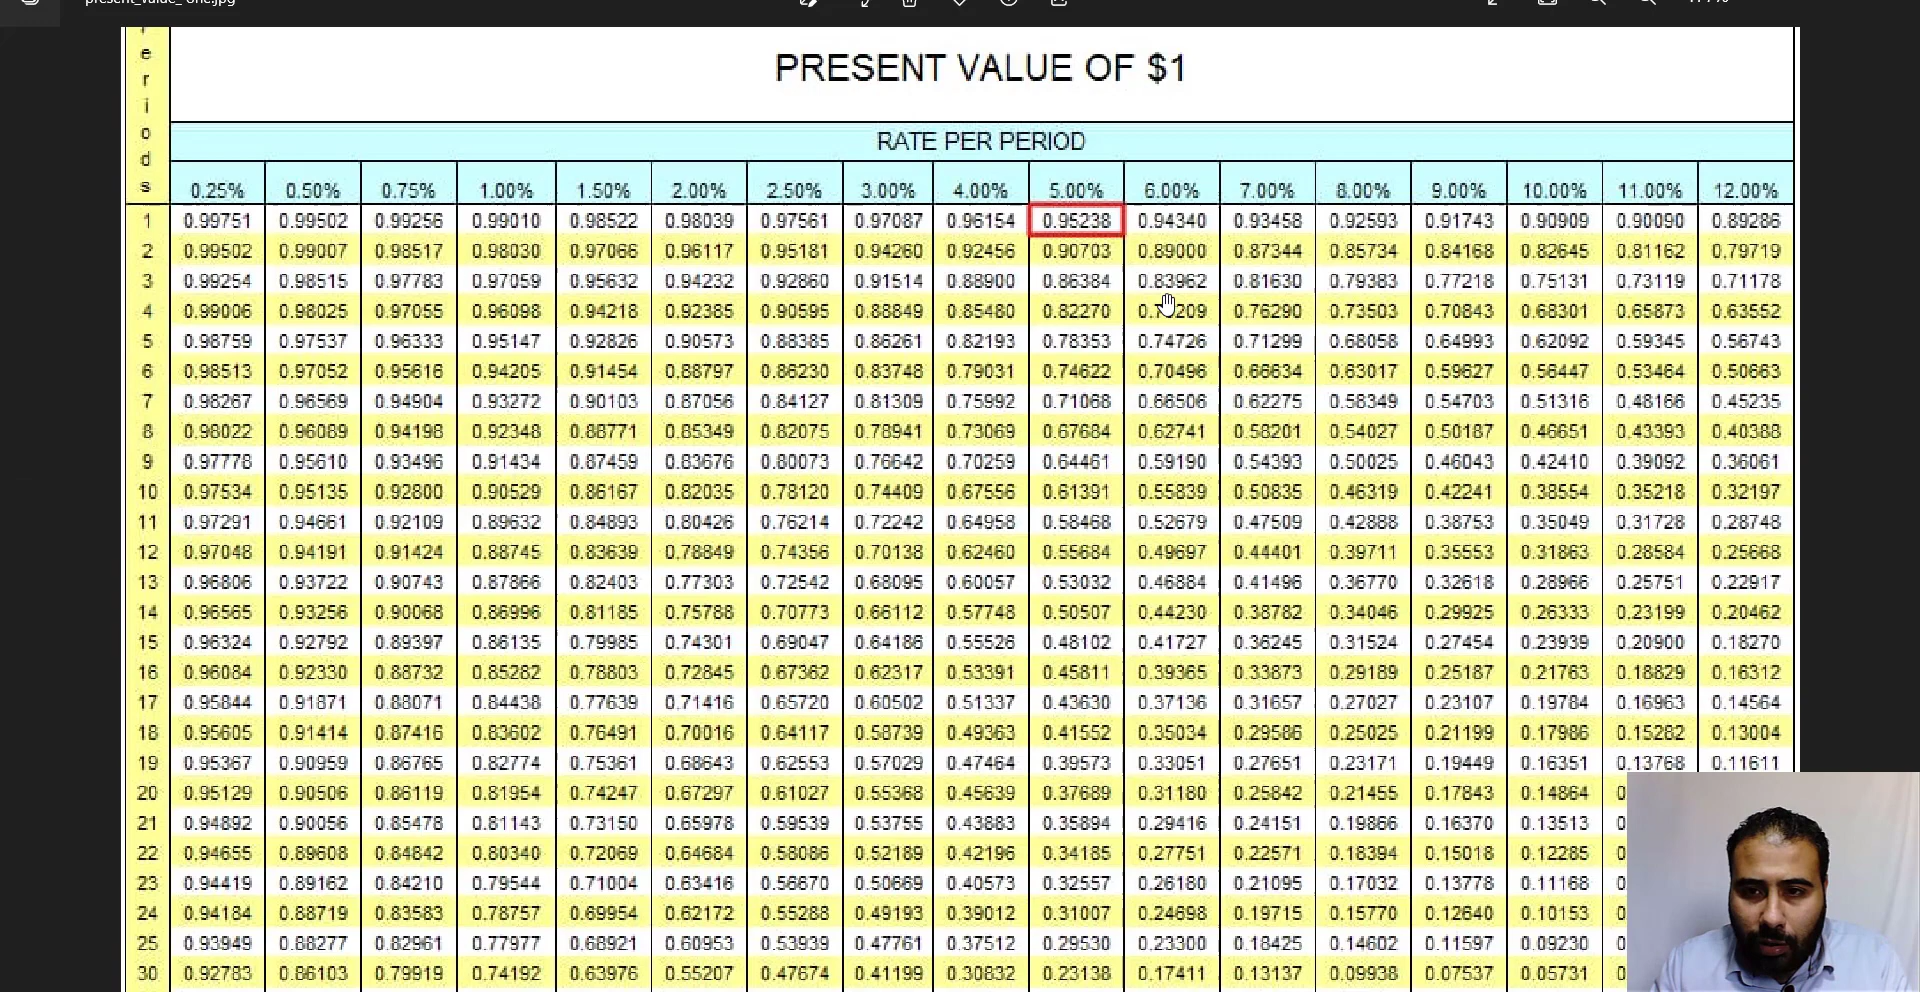 present_value_ one.jpg
e
r
i
o
d
s
PRESENT VALUE OF $1
RATE PER PERIOD
0.25% 0.50% 0.75% 1.00% 1.50% 2.00% 2.50% 3.00% 4.00% 5.00% 6.00% 7.00% 8.00% 9.00% 10.00% 11.00% 12.00%
1 0.99751 0.99502 0.99256 0.99010 0.98522 0.98039 0.97561 0.97087 0.96154 0.95238 0.94340 0.93458 0.92593 0.91743 0.90909 0.90090 0.89286
2 0.99502 0.99007 0.98517 0.98030 0.97066 0.96117 0.95181 0.94260 0.92456 0.90703 0.89000 0.87344 0.85734 0.84168 0.82645 0.81162 0.79719
3 0.99254 0.98515 0.97783 0.97059 0.95632 0.94232 0.92860 0.91514 0.88900 0.86384 0.83962 0.81630 0.79383 0.77218 0.75131 0.73119 0.71178
4 0.99006 0.98025 0.97055 0.96098 0.94218 0.92385 0.90595 0.88849 0.85480 0.82270 0.76290 0.73503 0.70843 0.68301 0.65873 0.63552
5 0.98759 0.97537 0.96333 0.95147 0.92826 0.90573 0.88385 0.86261 0.82193 0.78353 0.74726 0.71299 0.68058 0.64993 0.62092 0.59345 0.56743
6 0.98513 0.97052 0.95616 0.94205 0.91454 0.88797 0.86230 0.83748 0.79031 0.74622 0.70496 0.66634 0.63017 0.59627 0.56447 0.53464 0.50663
7 0.98267 0.96569 0.94904 0.93272 0.90103 0.87056 0.84127 0.81309 0.75992 0.71068 0.66506 0.62275 0.58349 0.54703 0.51316 0.48166 0.45235
8 0.98022 0.96089 0.94198 0.92348 0.88771 0.85349 0.82075 0.78941 0.73069 0.67684 0.62741 0.58201 0.54027 0.50187 0.46651 0.43393 0.40388
9 0.97778 0.95610 0.93496 0.91434 0.87459 0.83676 0.80073 0.76642 0.70259 0.64461 0.59190 0.54393 0.50025 0.46043 0.42410 0.39092 0.36061
10 0.97534 0.95135 0.92800 0.90529 0.86167 0.82035 0.78120 0.74409 0.67556 0.61391 0.55839 0.50835 0.46319 0.42241 0.38554 0.35218 0.32197
11 0.97291 0.94661 0.92109 0.89632 0.84893 0.80426 0.76214 0.72242 0.64958 0.58468 0.52679 0.47509 0.42888 0.38753 0.35049 0.31728 0.28748
12 0.97048 0.94191 0.91424 0.88745 0.83639 0.78849 0.74356 0.70138 0.62460 0.55684 0.49697 0.44401 0.39711 0.35553 0.31863 0.28584 0.25668
13 0.96806 0.93722 0.90743 0.87866 0.82403 0.77303 0.72542 0.68095 0.60057 0.53032 0.46884 0.41496 0.36770 0.32618 0.28966 0.25751 0.22917
14 0.96565 0.93256 0.90068 0.86996 0.81185 0.75788 0.70773 0.66112 0.57748 0.50507 0.44230 0.38782 0.34046 0.29925 0.26333 0.23199 0.20462
15 0.96324 0.92792 0.89397 0.86135 0.79985 0.74301 0.69047 0.64186 0.55526 0.48102 0.41727 0.36245 0.31524 0.27454 0.23939 0.20900 0.18270
16 0.96084 0.92330 0.88732 0.85282 0.78803 0.72845 0.67362 0.62317 0.53391 0.45811 0.39365 0.33873 0.29189 0.25187 0.21763 0.18829 0.16312
17 0.95844 0.91871 0.88071 0.84438 0.77639 0.71416 0.65720 0.60502 0.51337 0.43630 0.37136 0.31657 0.27027 0.23107 0.19784 0.16963 0.14564
18 0.95605 0.91414 0.87416 0.83602 0.76491 0.70016 0.64117 0.58739 0.49363 0.41552 0.35034 0.29586 0.25025 0.21199 0.17986 0.15282 0.13004
19 0.95367 0.90959 0.86765 0.82774 0.75361 0.68643 0.62553 0.57029 0.47464 0.39573 0.33051 0.27651 0.23171 0.19449 0.16351 0.13768 0.11611
20 0.95129 0.90506 0.86119 0.81954 0.74247 0.67297 0.61027 0.55368 0.45639 0.37689 0.31180 0.25842 0.21455 0.17843 0.14864
21 0.94892 0.90056 0.85478 0.81143 0.73150 0.65978 0.59539 0.53755 0.43883 0.35894 0.29416 0.24151 0.19866 0.16370 0.13513
22 0.94655 0.89608 0.84842 0.80340 0.72069 0.64684 0.58086 0.52189 0.42196 0.34185 0.27751 0.22571 0.18394 0.15018 0.12285
23 0.94419 0.89162 0.84210 0.79544 0.71004 0.63416 0.56670 0.50669 0.40573 0.32557 0.26180 0.21095 0.17032 0.13778 0.11168
24 0.94184 0.88719 0.83583 0.78757 0.69954 0.62172 0.55288 0.49193 0.39012 0.31007 0.24698 0.19715 0.15770 0.12640 0.10153
25 0.93949 0.88277 0.82961 0.77977 0.68921 0.60953 0.53939 0.47761 0.37512 0.29530 0.23300 0.18425 0.14602 0.11597 0.09230
30 0.92783 0.86103 0.79919 0.74192 0.63976 0.55207 0.47674 0.41199 0.30832 0.23138 0.17411 0.13137 0.09938 0.07537 0.05731